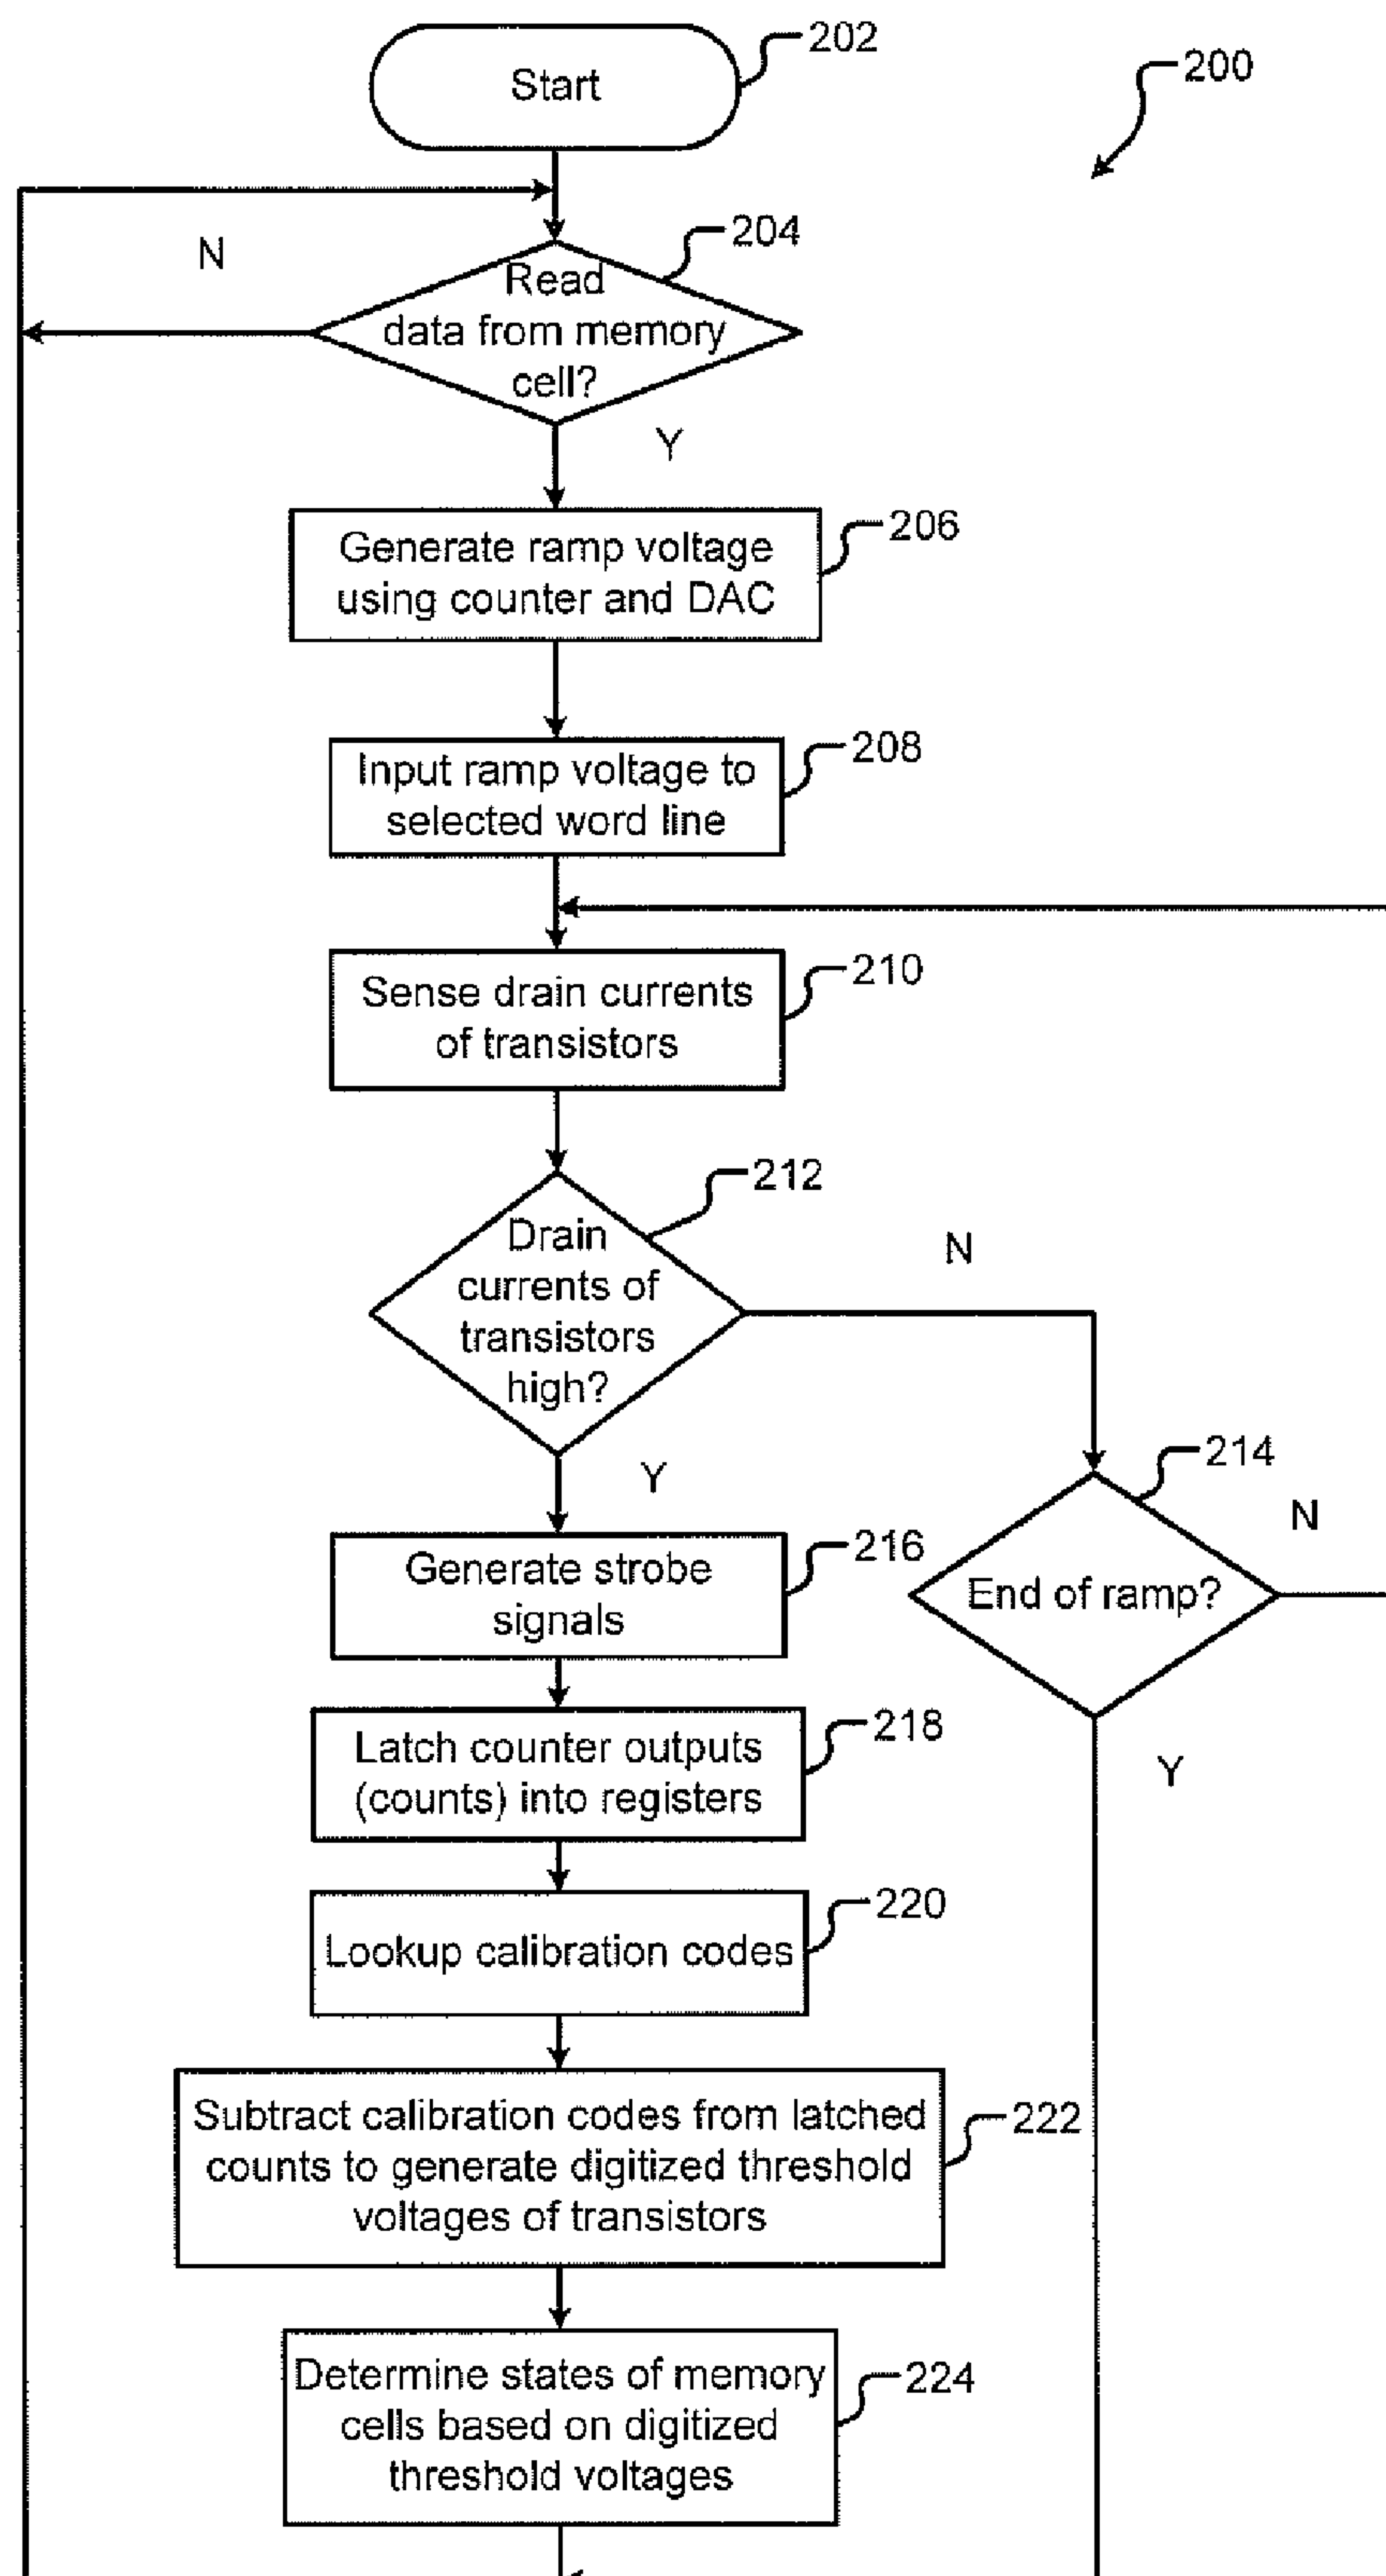 Start
202
200
N
204
Read
data from memory
cell?
Y
206
Generate ramp voltage
using counter and DAC
208
Input ramp voltage to
selected word line
210
Sense drain currents
of transistors
212
Drain
currents of
transistors
high?
N
214
Y
N
216
Generate strobe
signals
End of ramp?
218
Latch counter outputs
(counts) into registers
Y
220
Lookup calibration codes
Subtract calibration codes from latched
counts to generate digitized threshold
voltages of transistors
222
Determine states of memory
cells based on digitized
threshold voltages
224